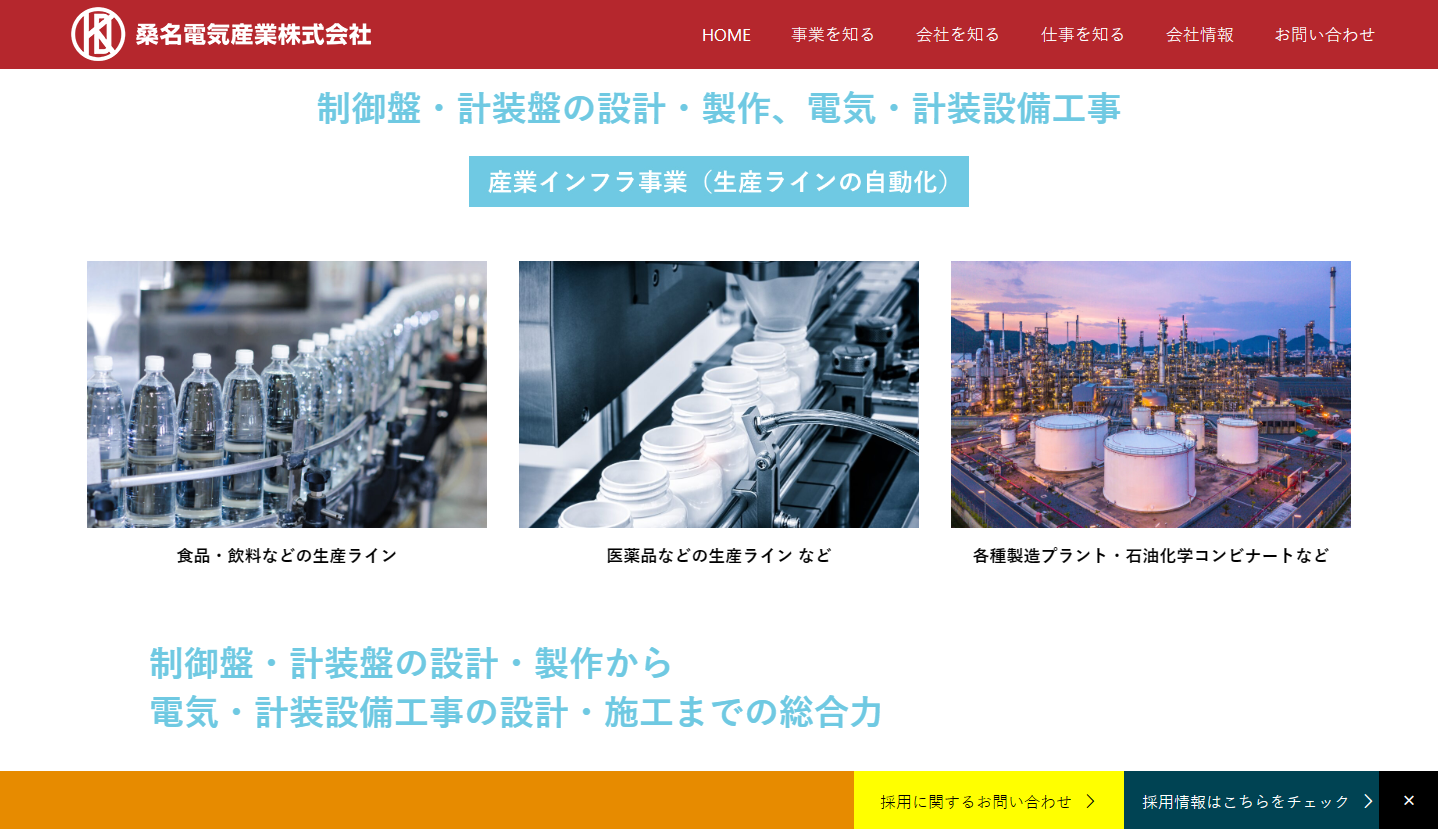 桑名電気産業株式会社
HOME
事業を知る
会社を知る
仕事を知る
会社情報
お問い合わせ
制御盤・計装盤の設計・製作、電気・計装設備工事
産業インフラ事業（生産ラインの自動化）
食品・飲料などの生産ライン
医薬品などの生産ライン など
各種製造プラント・石油化学コンビナートなど
制御盤・計装盤の設計・製作から
電気・計装設備工事の設計・施工までの総合力
採用に関するお問い合わせ
採用情報はこちらをチェック
×